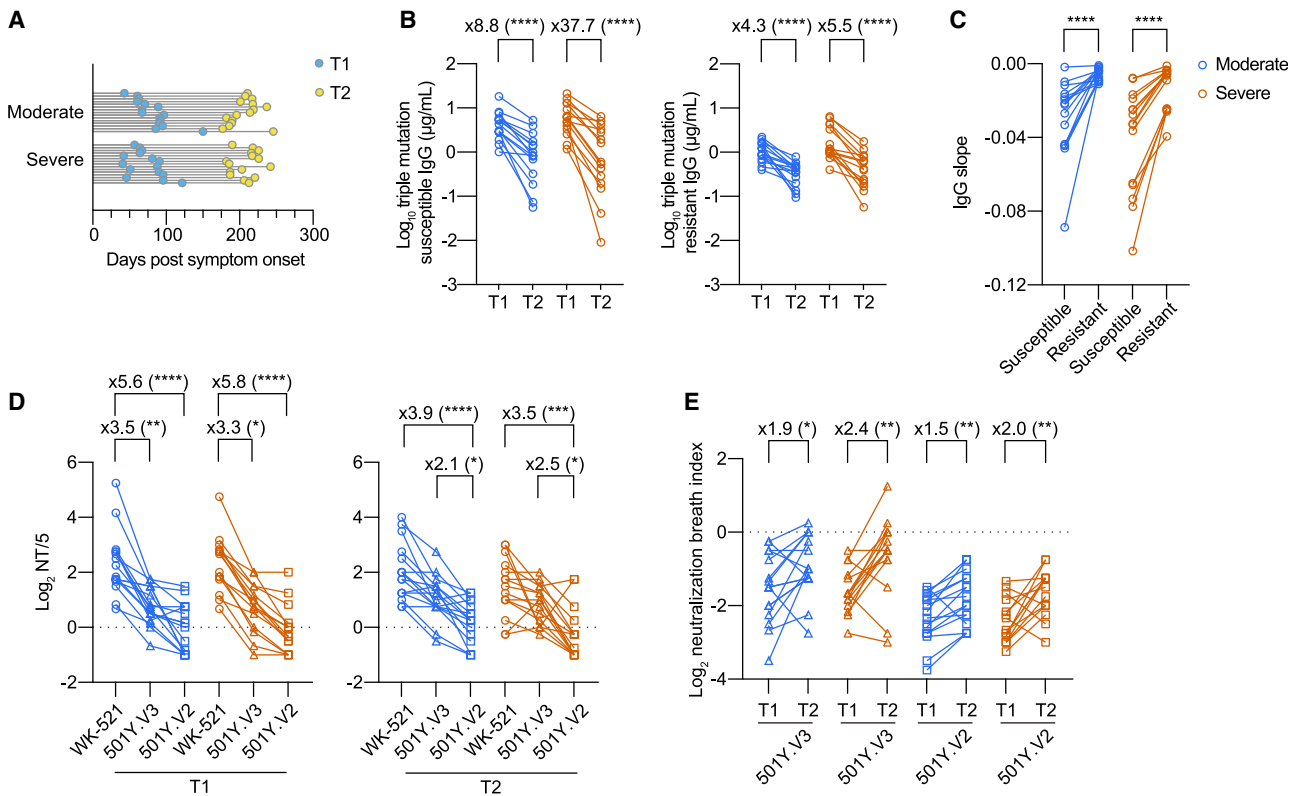 A
T1
T2
Moderate
Severe
0
100
200
300
Days post symptom onset
B
x8.8 (****)
x37.7 (****)
Log10 triple mutation
susceptible IgG (µg/mL)
2
1
0
-1
-2
-3
T1
T2
T1
T2
x4.3 (****)
x5.5 (****)
Log10 triple mutation
resistant IgG (µg/mL)
2
1
0
-1
-2
-3
T1
T2
T1
T2
C
****
****
IgG slope
0.00
-0.04
-0.08
-0.12
Susceptible
Resistant
Susceptible
Resistant
Moderate
Severe
D
x5.6 (****)
x5.8 (****)
x3.5 (**)
x3.3 (*)
Log2 NT/5
6
4
2
0
-2
WK-521
501Y.V3
501Y.V2
WK-521
501Y.V3
501Y.V2
T1
x3.9 (****)
x3.5 (***)
x2.1 (*)
x2.5 (*)
6
4
2
0
-2
WK-521
501Y.V3
501Y.V2
WK-521
501Y.V3
501Y.V2
T2
E
x1.9 (*)
x2.4 (**)
x1.5 (**)
x2.0 (**)
Log2 neutralization breath index
2
0
-2
-4
T1
T2
T1
T2
T1
T2
T1
T2
501Y.V3
501Y.V3
501Y.V2
501Y.V2